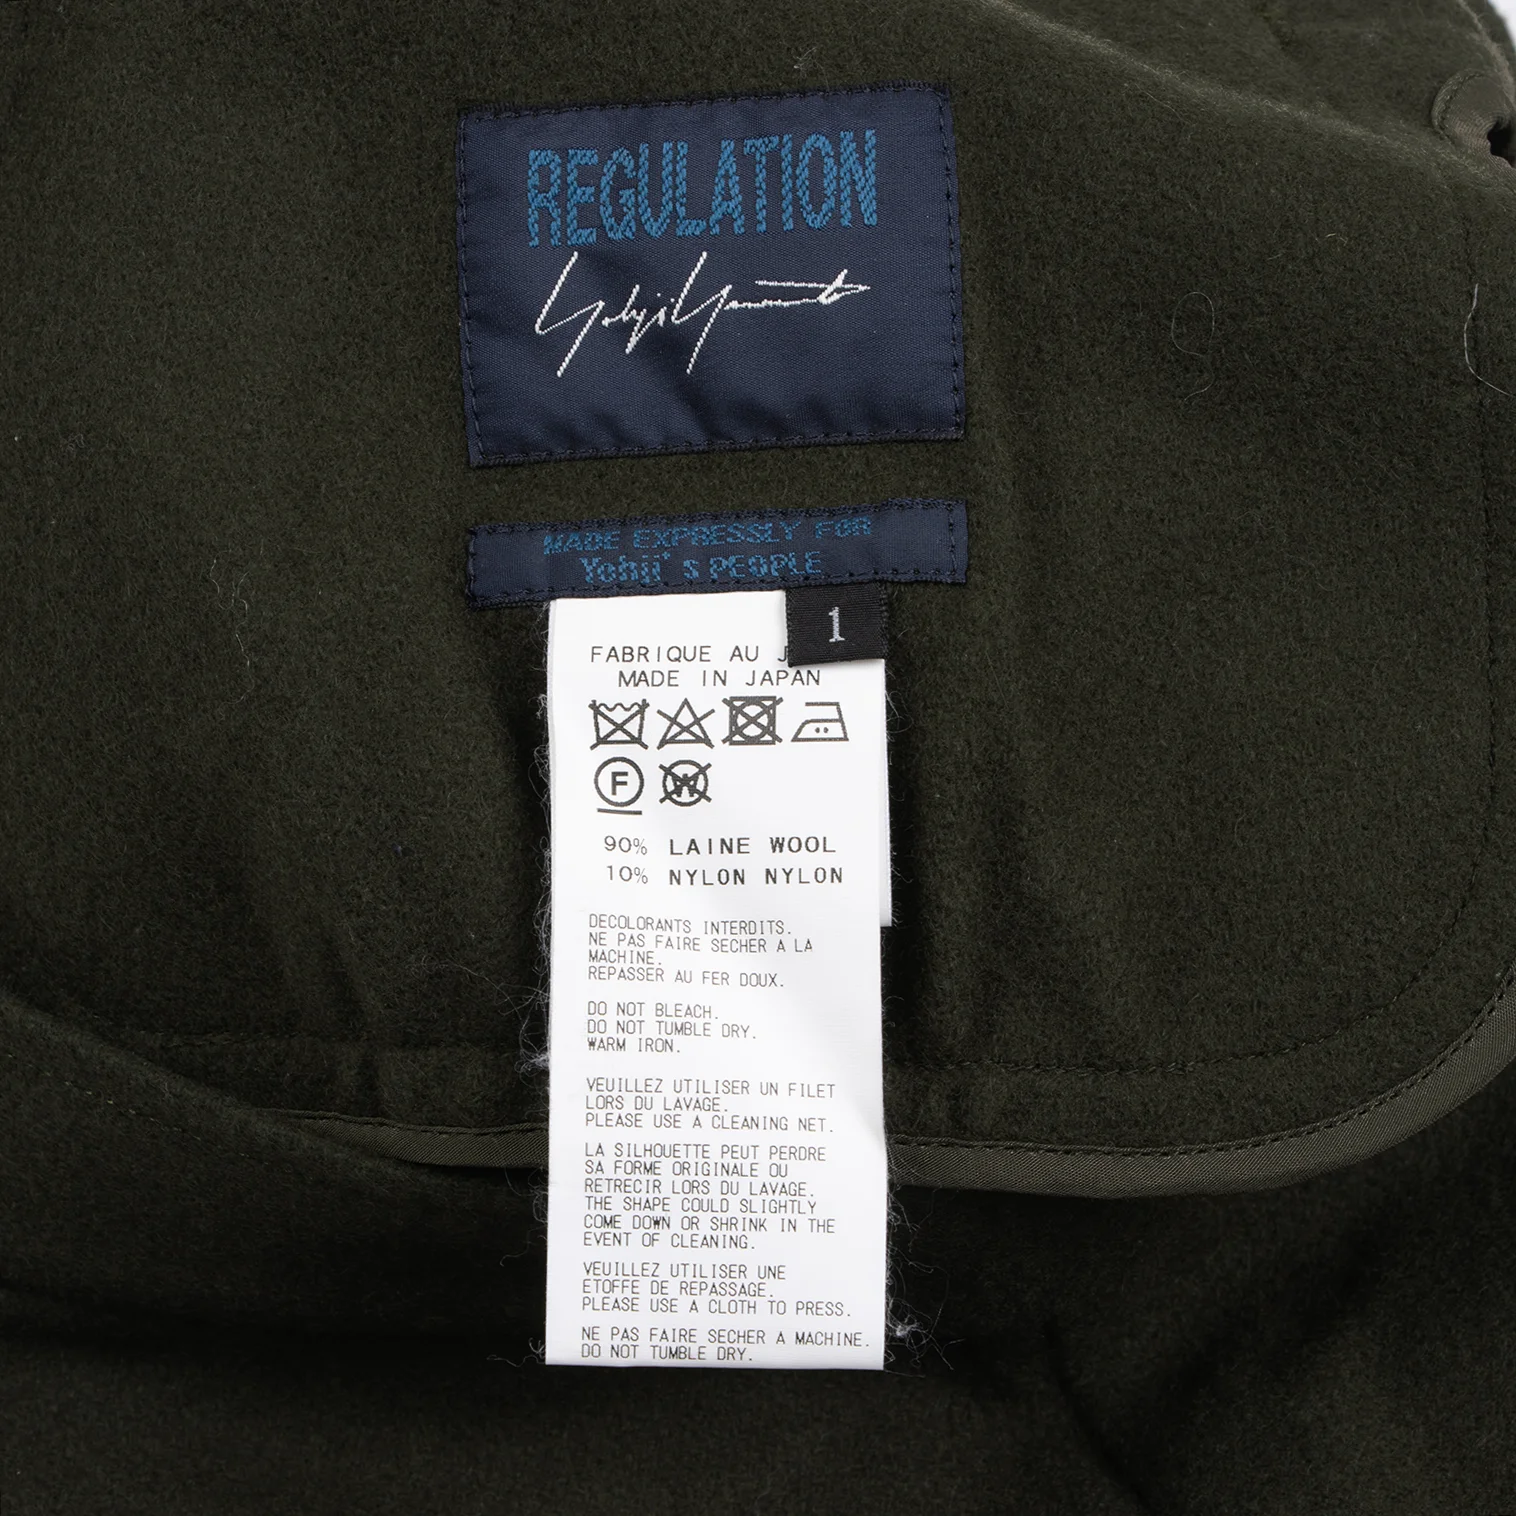 REGULATION
Yohji Yamamoto
MADE EXPRESSLY FOR
Yohji's PEOPLE
1
FABRIQUE AU J
MADE IN JAPAN
F W
90% LAINE WOOL
10% NYLON NYLON
DECOLORANTS INTERDITS.
NE PAS FAIRE SECHER A LA
MACHINE.
REPASSER AU FER DOUX.
DO NOT BLEACH.
DO NOT TUMBLE DRY.
WARM IRON.
VEUILLEZ UTILISER UN FILET
LORS DU LAVAGE.
PLEASE USE A CLEANING NET.
LA SILHOUETTE PEUT PERDRE
SA FORME ORIGINALE OU
RETRECIR LORS DU LAVAGE.
THE SHAPE COULD SLIGHTLY
COME DOWN OR SHRINK IN THE
EVENT OF CLEANING.
VEUILLEZ UTILISER UNE
ETOFFE DE REPASSAGE.
PLEASE USE A CLOTH TO PRESS.
NE PAS FAIRE SECHER A MACHINE.
DO NOT TUMBLE DRY.